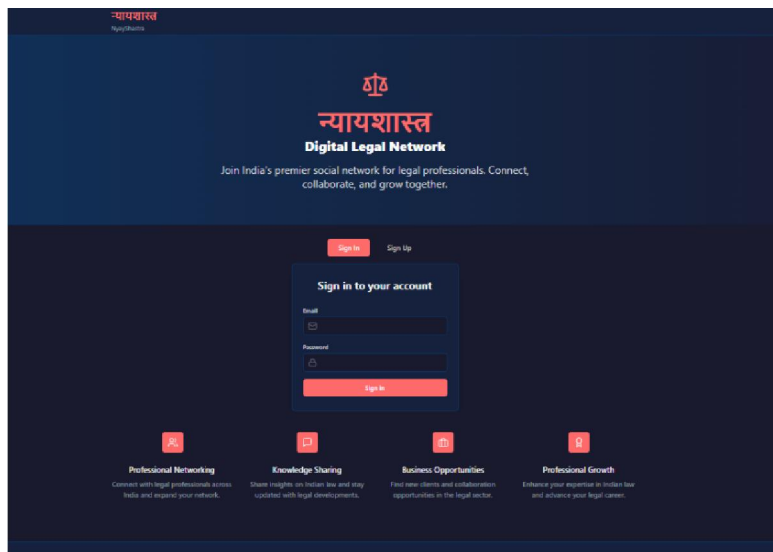 न्यायशास्त्र
NyayShastra
न्यायशास्त्र
Digital Legal Network
Join India's premier social network for legal professionals. Connect,
collaborate, and grow together.
Sign In
Sign Up
Sign in to your account
Email
Password
Sign In
Professional Networking
Connect with legal professionals across
India and expand your network.
Knowledge Sharing
Share insights on Indian law and stay
updated with legal developments.
Business Opportunities
Find new clients and collaboration
opportunities in the legal sector.
Professional Growth
Enhance your expertise in Indian law
and advance your legal career.